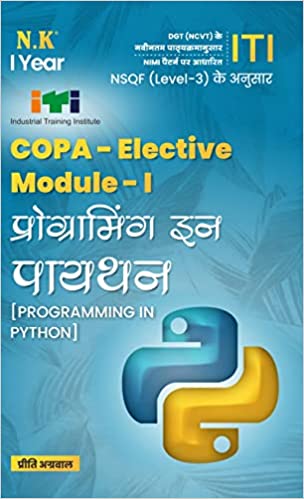 N.K®
I Year
DGT (NCVT) के
नवीनतम पाठ्यक्रमानुसार
NIMI पैटर्न पर आधारित
ITI
NSQF (Level-3) के अनुसार
iTi
Industrial Training Institute
COPA - Elective
Module - I
प्रोग्रामिंग इन
पायथन
[PROGRAMMING IN
PYTHON]
प्रीति अग्रवाल